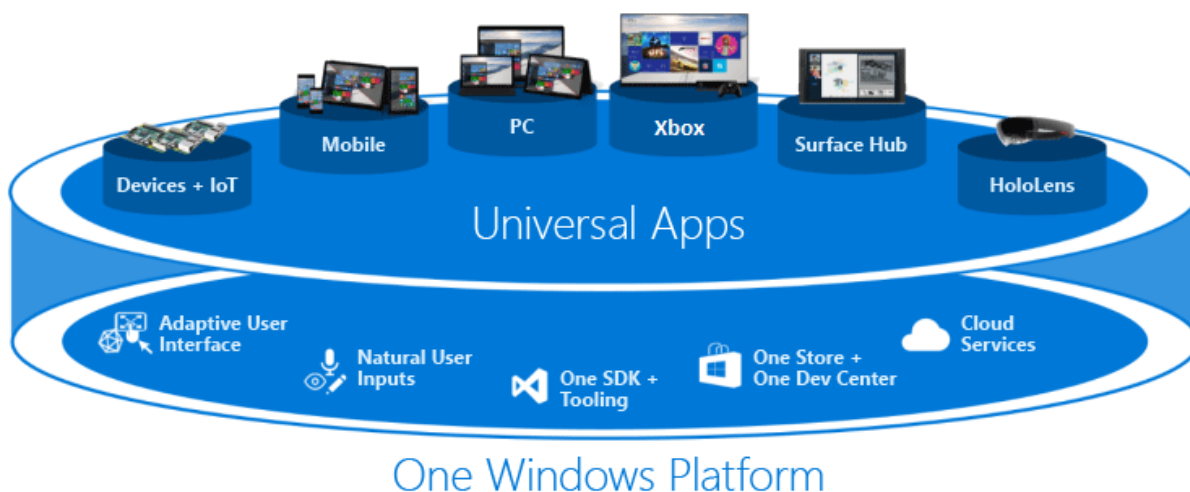 Devices + IoT
Mobile
PC
Xbox
Surface Hub
HoloLens
Universal Apps
Adaptive User
Interface
Natural User
Inputs
One SDK +
Tooling
One Store +
One Dev Center
Cloud
Services
One Windows Platform